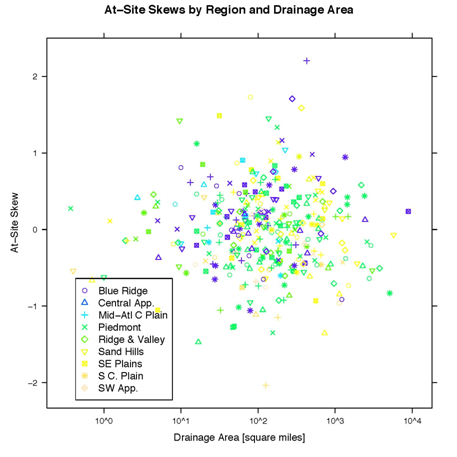 At-Site Skews by Region and Drainage Area
At-Site Skew
2
1
0
-1
-2
Blue Ridge
Central App.
Mid-Atl C Plain
Piedmont
Ridge & Valley
Sand Hills
SE Plains
S C. Plain
SW App.
10^0
10^1
10^2
10^3
10^4
Drainage Area [square miles]